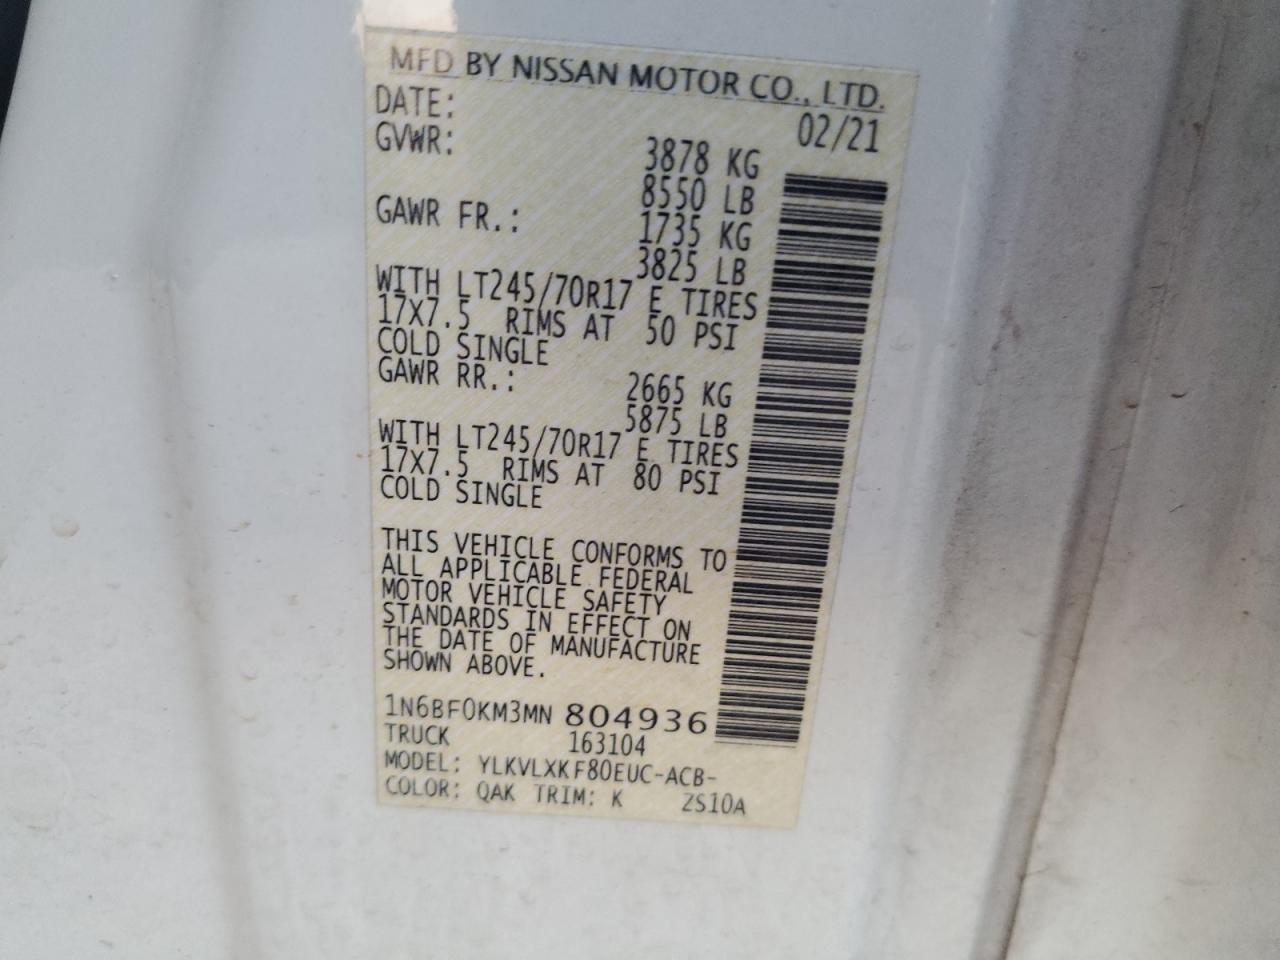 MFD BY NISSAN MOTOR CO., LTD.
DATE: 02/21
GVWR: 3878 KG
8550 LB
GAWR FR.: 1735 KG
3825 LB
WITH LT245/70R17 E TIRES
17X7.5 RIMS AT 50 PSI
COLD SINGLE
GAWR RR.: 2665 KG
5875 LB
WITH LT245/70R17 E TIRES
17X7.5 RIMS AT 80 PSI
COLD SINGLE
THIS VEHICLE CONFORMS TO
ALL APPLICABLE FEDERAL
MOTOR VEHICLE SAFETY
STANDARDS IN EFFECT ON
THE DATE OF MANUFACTURE
SHOWN ABOVE.
1N6BF0KM3MN 804936
TRUCK 163104
MODEL: YLKVLXKF80EUC-ACB-
COLOR: QAK TRIM: K ZS10A